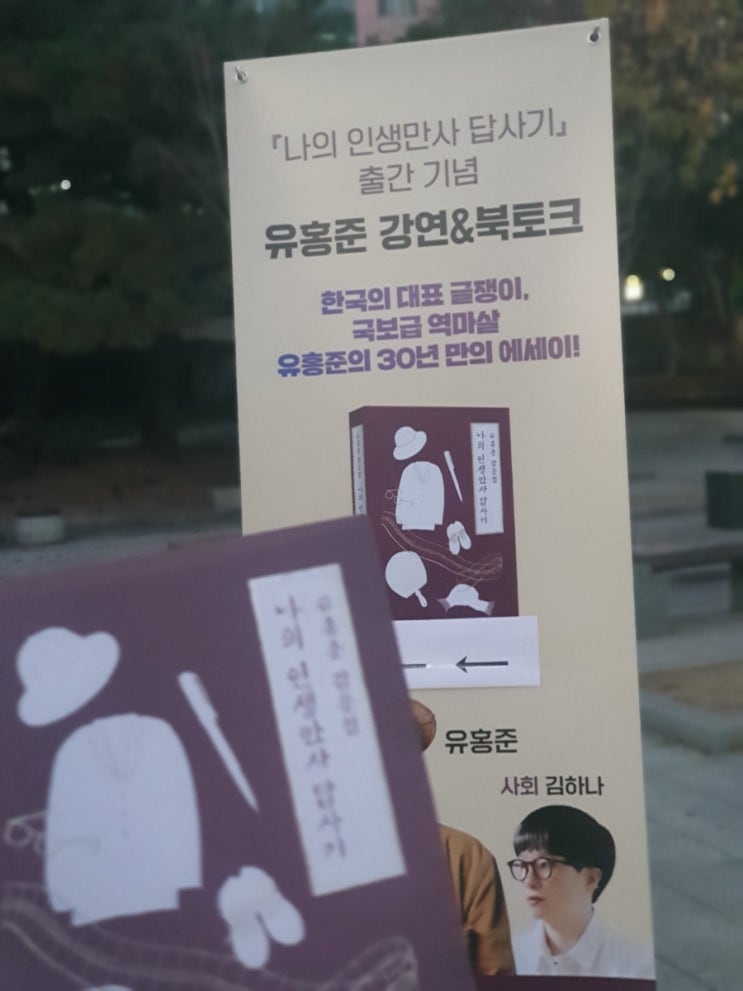 『나의 인생만사 답사기』
출간 기념
유홍준 강연&북토크
한국의 대표 글쟁이,
국보급 역마살
유홍준의 30년 만의 에세이!
유홍준 잡문집
나의 인생만사 답사기
유홍준
사회 김하나
유홍준 잡문집
나의 인생만사 답사기